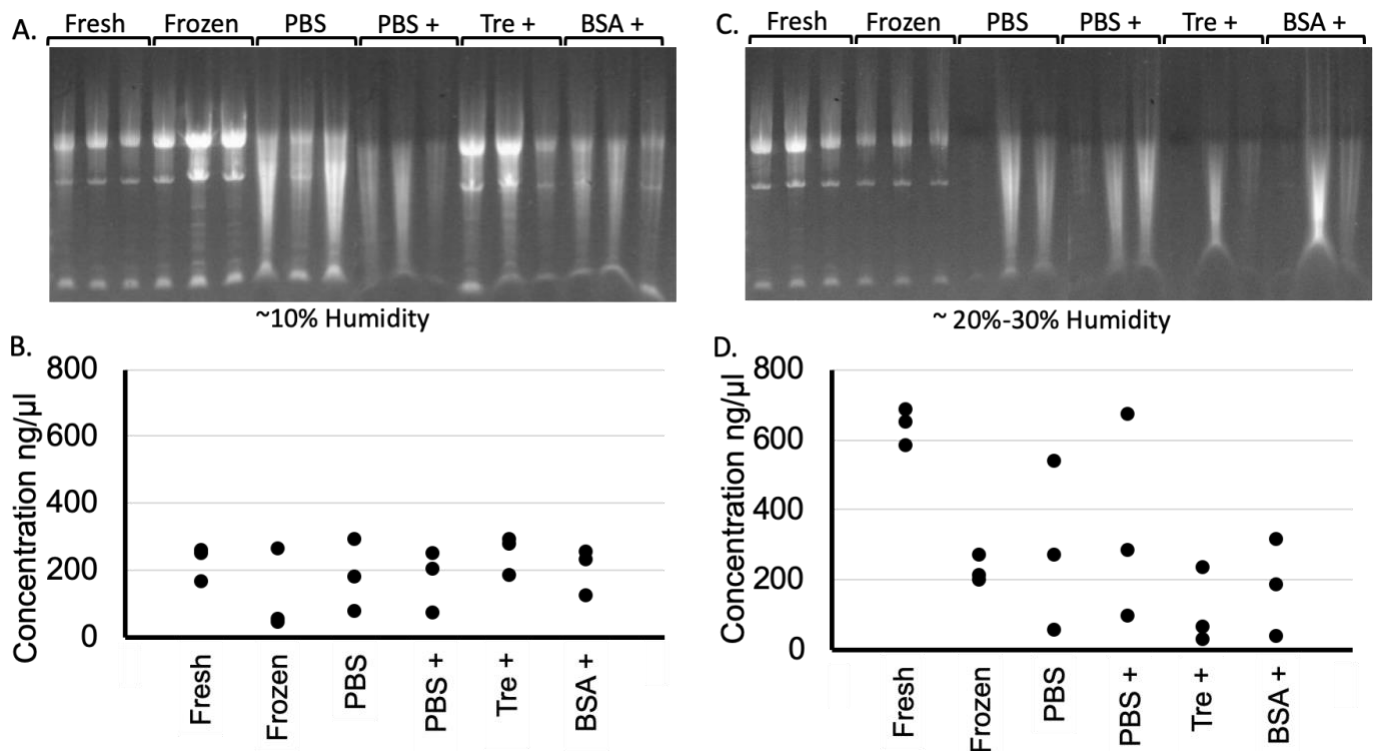 A. Fresh Frozen PBS PBS + Tre + BSA +
~10% Humidity
B.
Concentration ng/µl
800
600
400
200
0
Fresh
Frozen
PBS
PBS +
Tre +
BSA +
C. Fresh Frozen PBS PBS + Tre + BSA +
~ 20%-30% Humidity
D.
Concentration ng/µl
800
600
400
200
0
Fresh
Frozen
PBS
PBS +
Tre +
BSA +